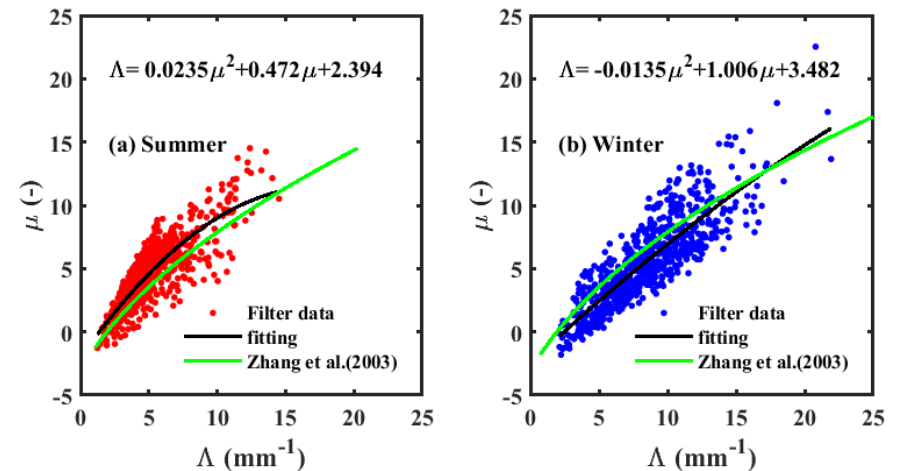 Λ= 0.0235μ²+0.472μ+2.394
(a) Summer
Filter data
fitting
Zhang et al.(2003)
25
20
15
10
5
0
-5
μ (-)
0 5 10 15 20 25
Λ (mm⁻¹)
Λ= -0.0135μ²+1.006μ+3.482
(b) Winter
Filter data
fitting
Zhang et al.(2003)
25
20
15
10
5
0
-5
μ (-)
0 5 10 15 20 25
Λ (mm⁻¹)